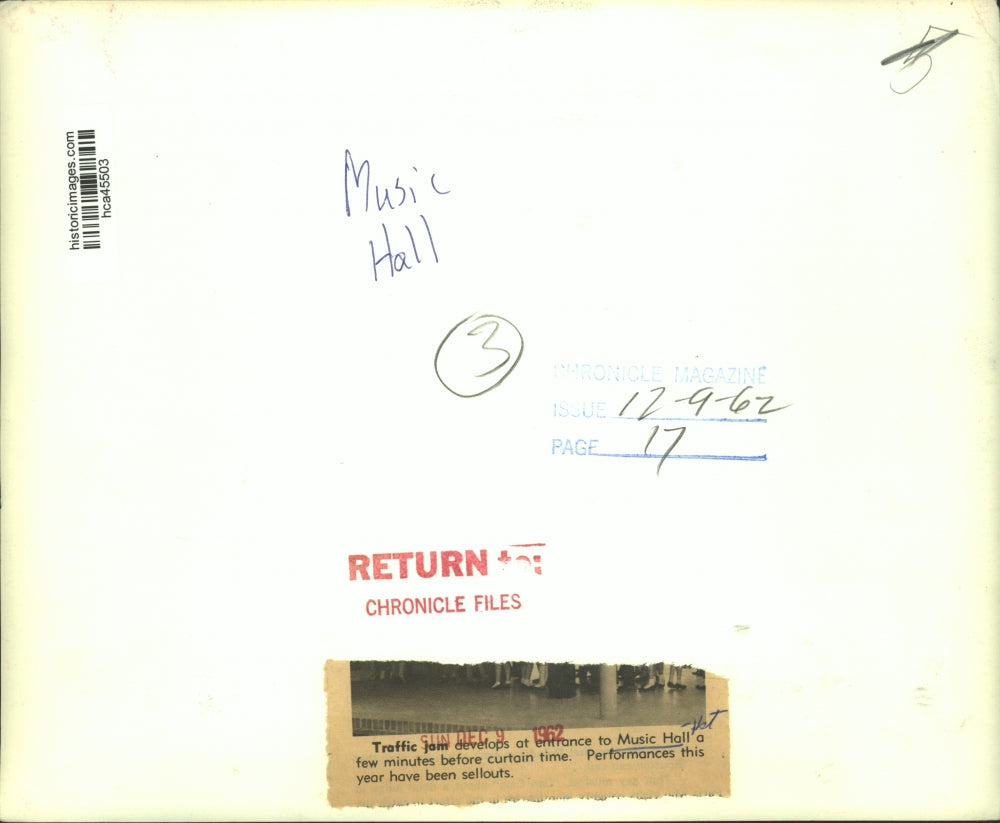 historicimages.com
hca45503
5
Music
Hall
3
CHRONICLE MAGAZINE
ISSUE 12-9-62
PAGE 17
RETURN to:
CHRONICLE FILES
SUN DEC 9 1962
Traffic jam develops at entrance to Music Hall a
few minutes before curtain time. Performances this
year have been sellouts.